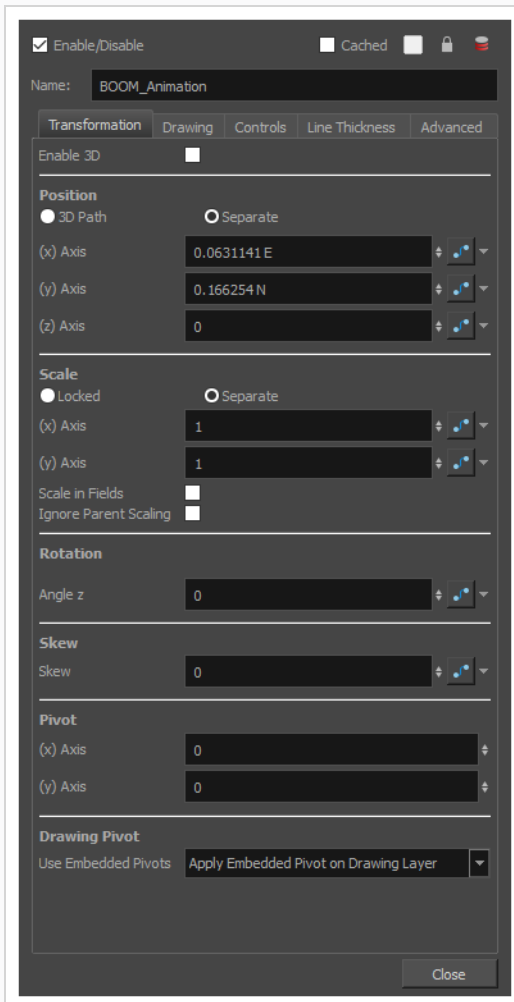 Enable/Disable Cached
Name: BOOM_Animation
Transformation Drawing Controls Line Thickness Advanced
Enable 3D
Position
3D Path Separate
(x) Axis 0.0631141 E
(y) Axis 0.166254 N
(z) Axis 0
Scale
Locked Separate
(x) Axis 1
(y) Axis 1
Scale in Fields
Ignore Parent Scaling
Rotation
Angle z 0
Skew
Skew 0
Pivot
(x) Axis 0
(y) Axis 0
Drawing Pivot
Use Embedded Pivots Apply Embedded Pivot on Drawing Layer
Close